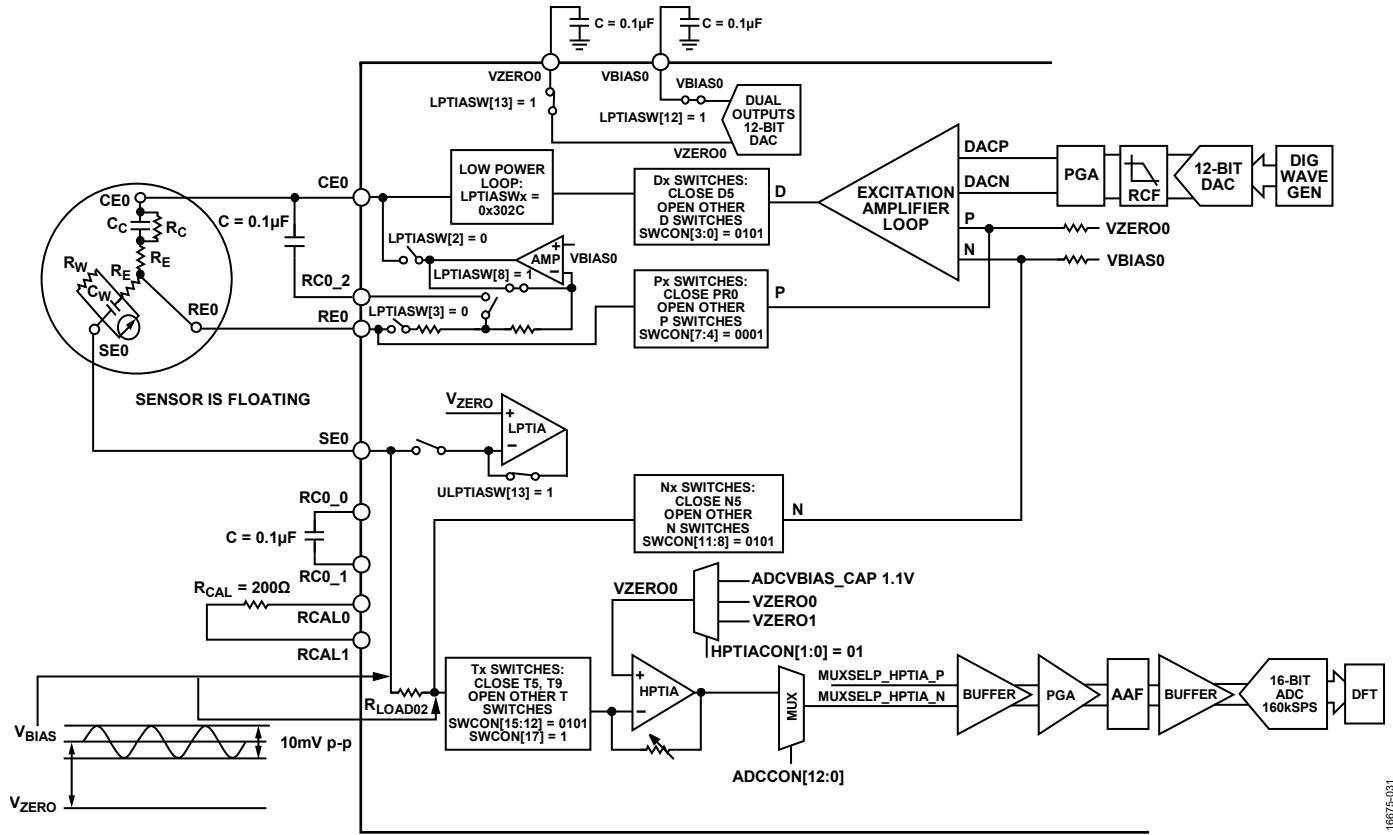 C = 0.1µF
C = 0.1µF
VZERO0
VBIAS0
VBIAS0
LPTIASW[13] = 1
LPTIASW[12] = 1
DUAL
OUTPUTS
12-BIT
DAC
VZERO0
CE0
LOW POWER
LOOP:
LPTIASWx =
0x302C
Dx SWITCHES:
CLOSE D5
OPEN OTHER
D SWITCHES
SWCON[3:0] = 0101
D
EXCITATION
AMPLIFIER
LOOP
DACP
DACN
P
N
PGA
RCF
12-BIT
DAC
DIG
WAVE
GEN
VZERO0
VBIAS0
CE0
CC
RC
RE
RW
RE
CW
RE0
SE0
C = 0.1µF
LPTIASW[2] = 0
AMP
+
−
VBIAS0
LPTIASW[8] = 1
RC0_2
LPTIASW[3] = 0
RE0
Px SWITCHES:
CLOSE PR0
OPEN OTHER
P SWITCHES
SWCON[7:4] = 0001
P
SENSOR IS FLOATING
VZERO
+
LPTIA
−
SE0
ULPTIASW[13] = 1
RC0_0
C = 0.1µF
RC0_1
Nx SWITCHES:
CLOSE N5
OPEN OTHER
N SWITCHES
SWCON[11:8] = 0101
N
RCAL = 200Ω
RCAL0
RCAL1
VZERO0
ADCVBIAS_CAP 1.1V
VZERO0
VZERO1
HPTIACON[1:0] = 01
RLOAD02
Tx SWITCHES:
CLOSE T5, T9
OPEN OTHER T
SWITCHES
SWCON[15:12] = 0101
SWCON[17] = 1
+
HPTIA
−
MUX
MUXSELP_HPTIA_P
MUXSELP_HPTIA_N
ADCCON[12:0]
BUFFER
PGA
AAF
BUFFER
16-BIT
ADC
160kSPS
DFT
VBIAS
10mV p-p
VZERO
16675-031